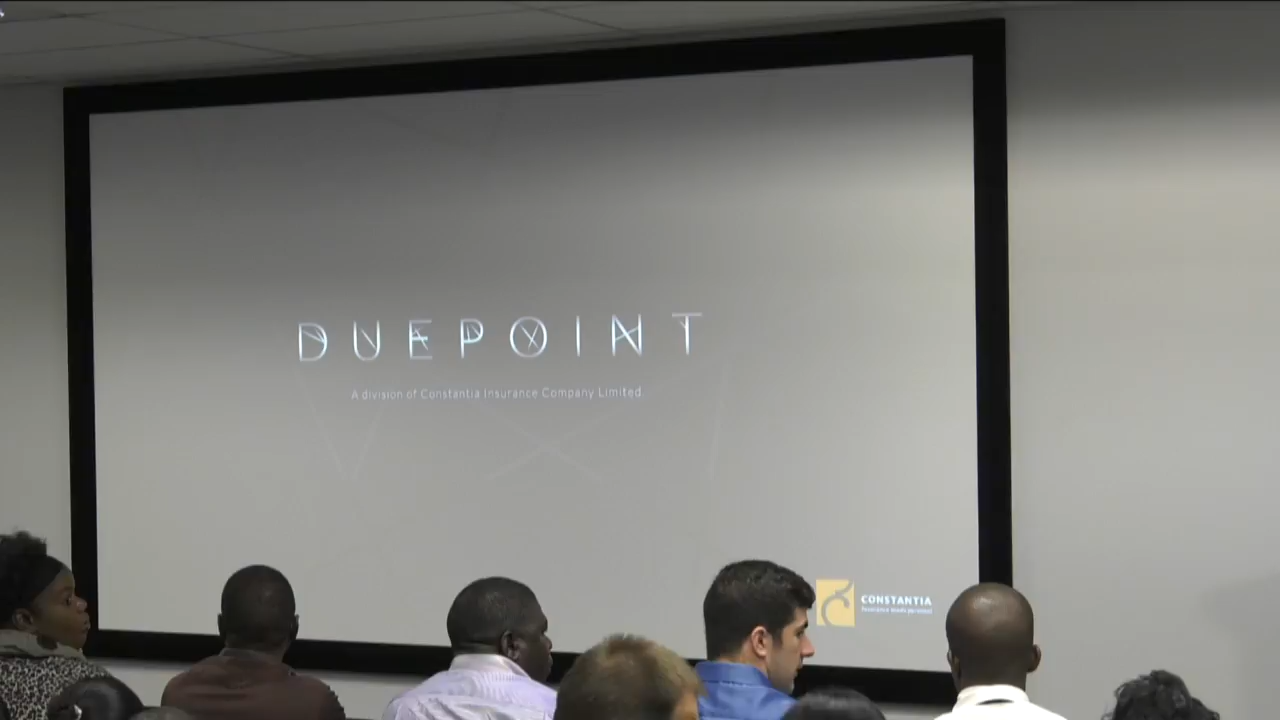 DUEPOINT
A division of Constantia Insurance Company Limited.
CONSTANTIA